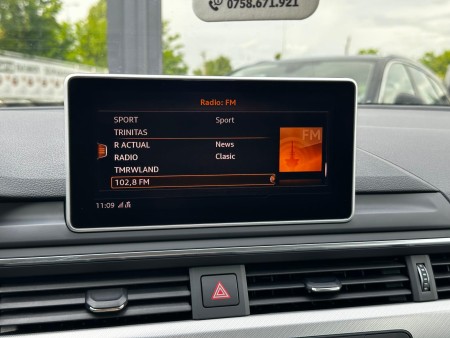 0758.671.921
Radio: FM
SPORT Sport
TRINITAS
R ACTUAL News
RADIO Clasic
TMRWLAND
102,8 FM
FM
11:09